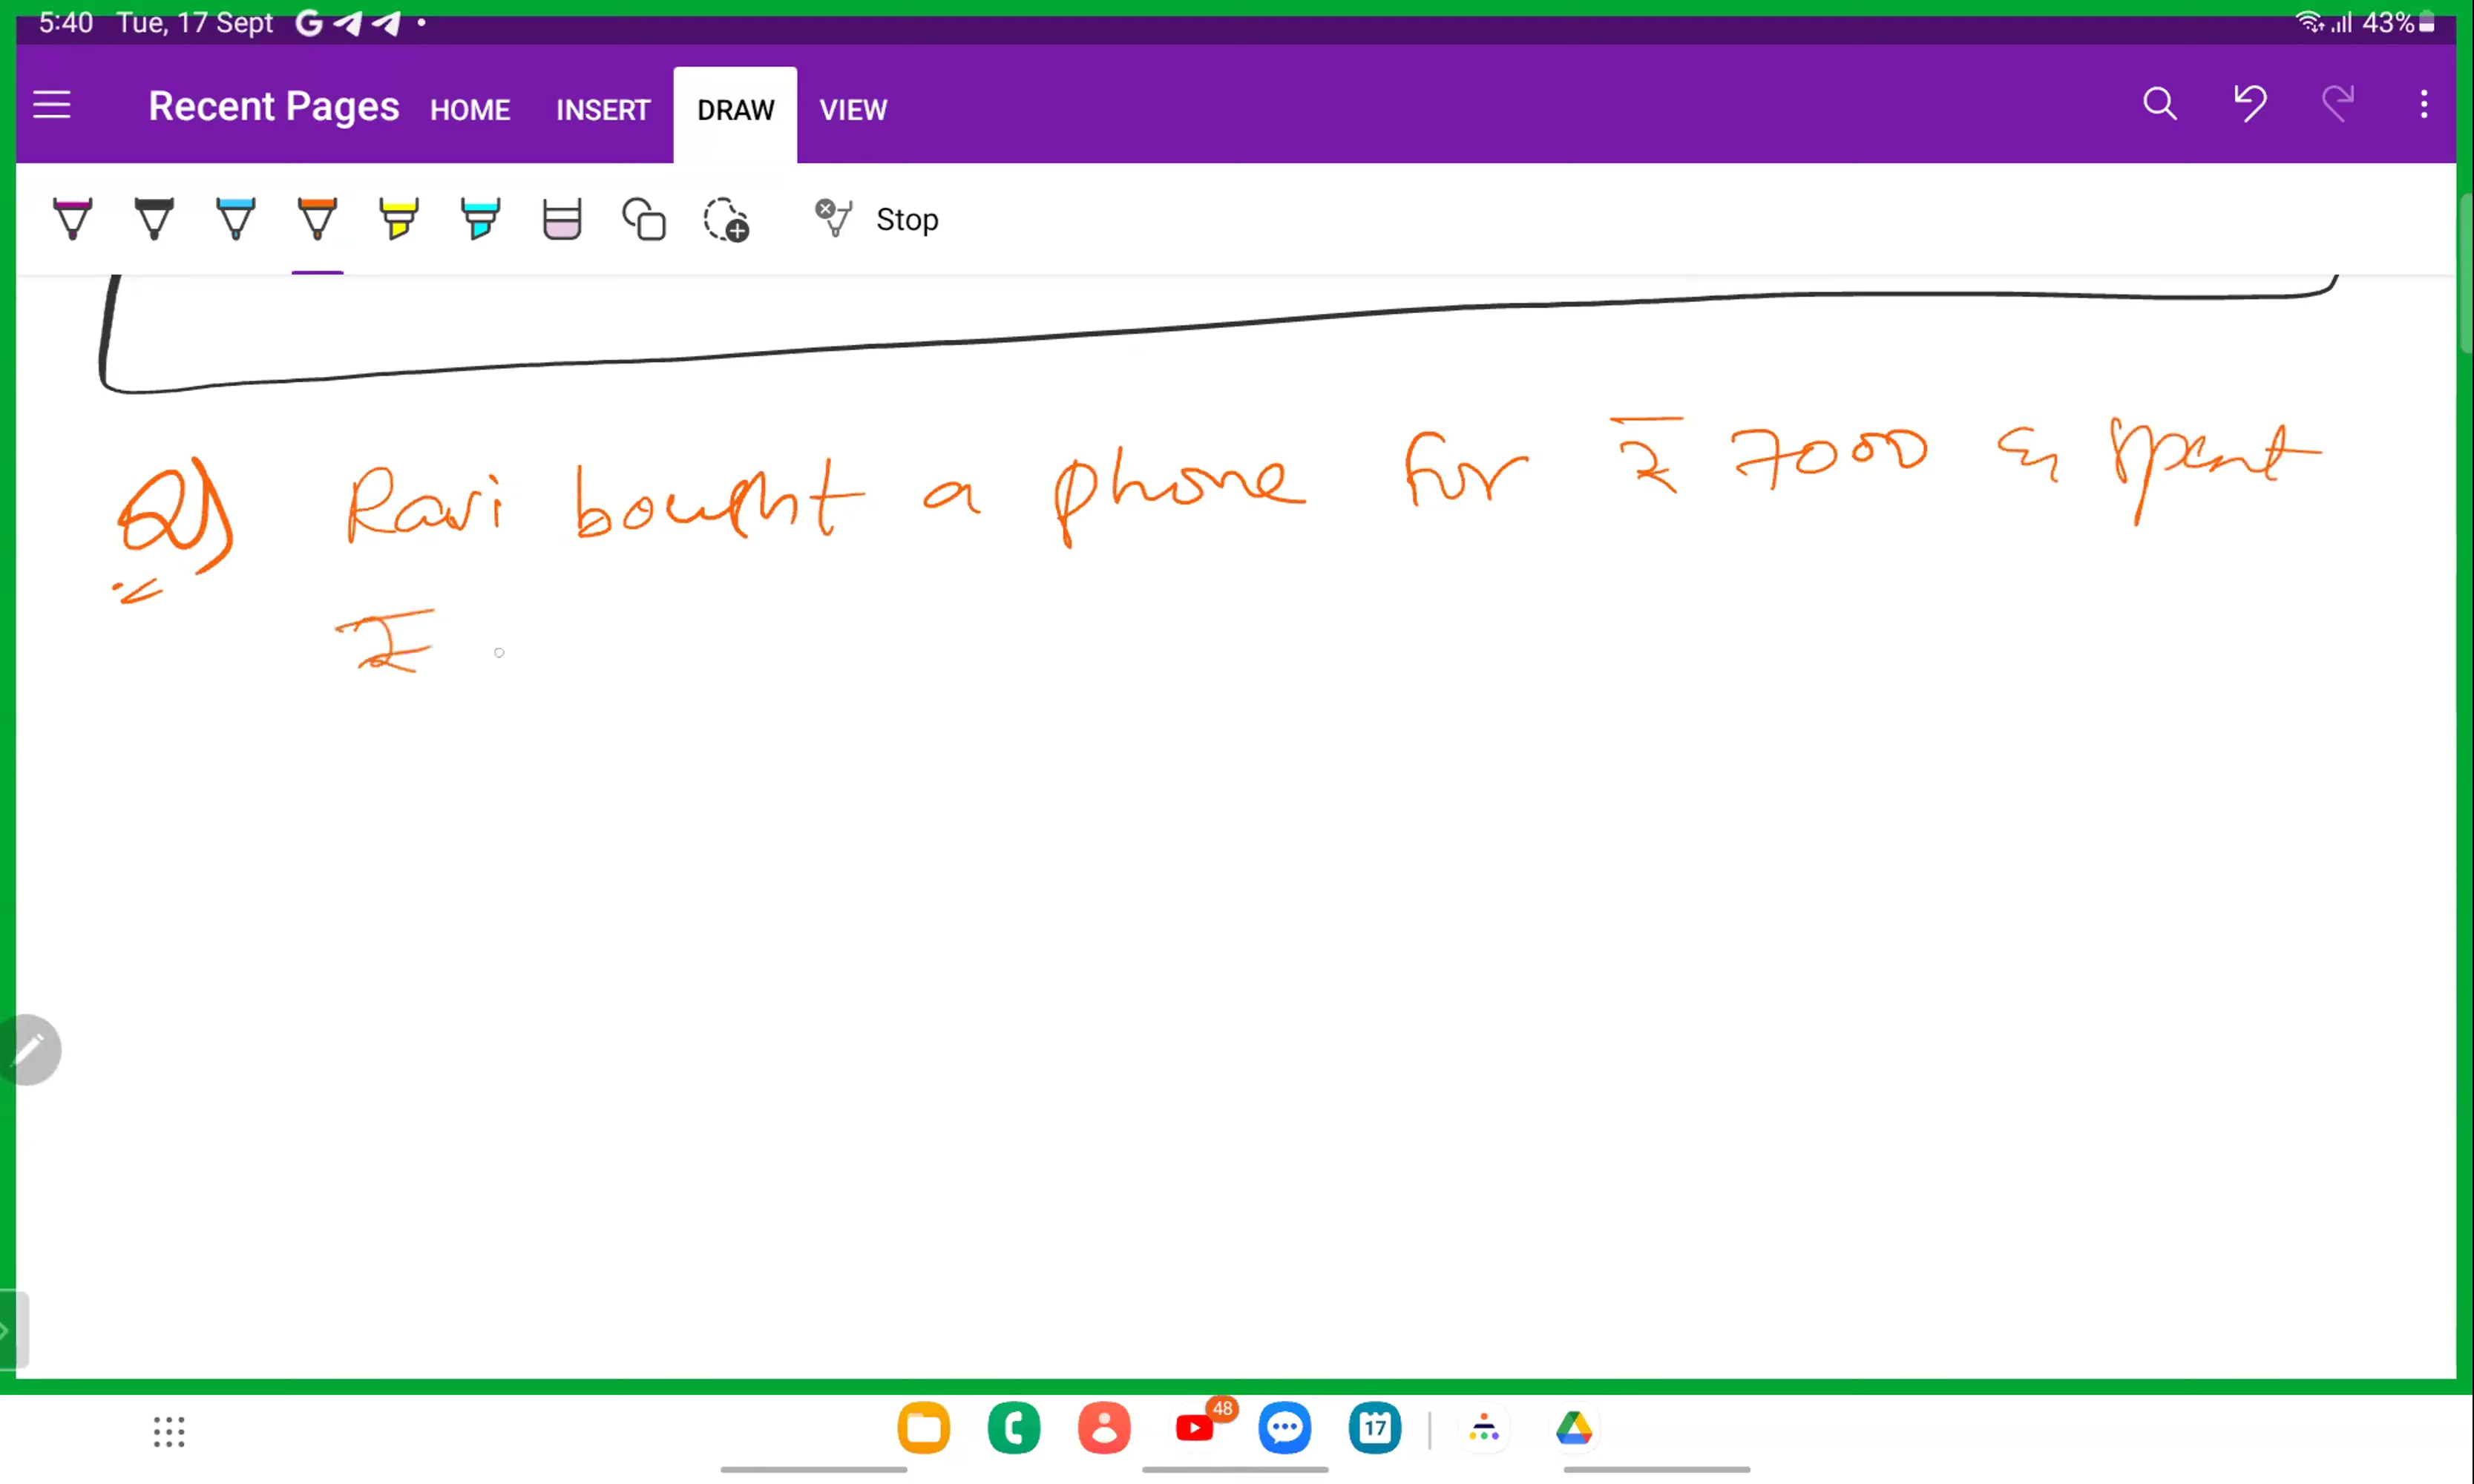 5:40 Tue, 17 Sept 43%
Recent Pages HOME INSERT DRAW VIEW
Stop
Q) Ravi bought a phone for ₹ 7000 & spent
₹
48
17